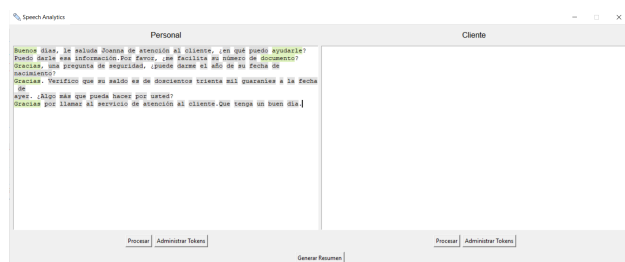 Speech Analytics
Personal
Cliente
Buenos dias, le saluda Joanna de atención al cliente, ¿en qué puedo ayudarle?
Puedo darle esa información.Por favor, ¿me facilita su número de documento?
Gracias, una pregunta de seguridad, ¿puede darme el año de su fecha de
nacimiento?
Gracias. Verifico que su saldo es de doscientos treinta mil guaraníes a la fecha
de
ayer. ¿Algo más que pueda hacer por usted?
Gracias por llamar al servicio de atención al cliente.Que tenga un buen día.
Procesar
Administrar Tokens
Procesar
Administrar Tokens
Generar Resumen